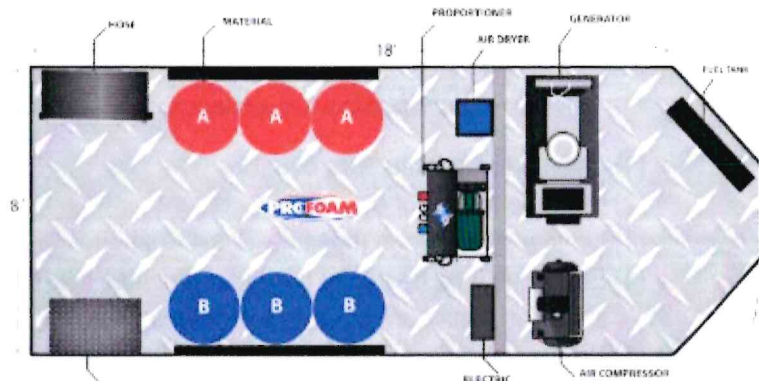 HOSE
MATERIAL
18'
PROPORTIONER
AIR DRYER
GENERATOR
FUEL TANK
A A A
8'
PROFOAM
B B B
ELECTRIC
AIR COMPRESSOR